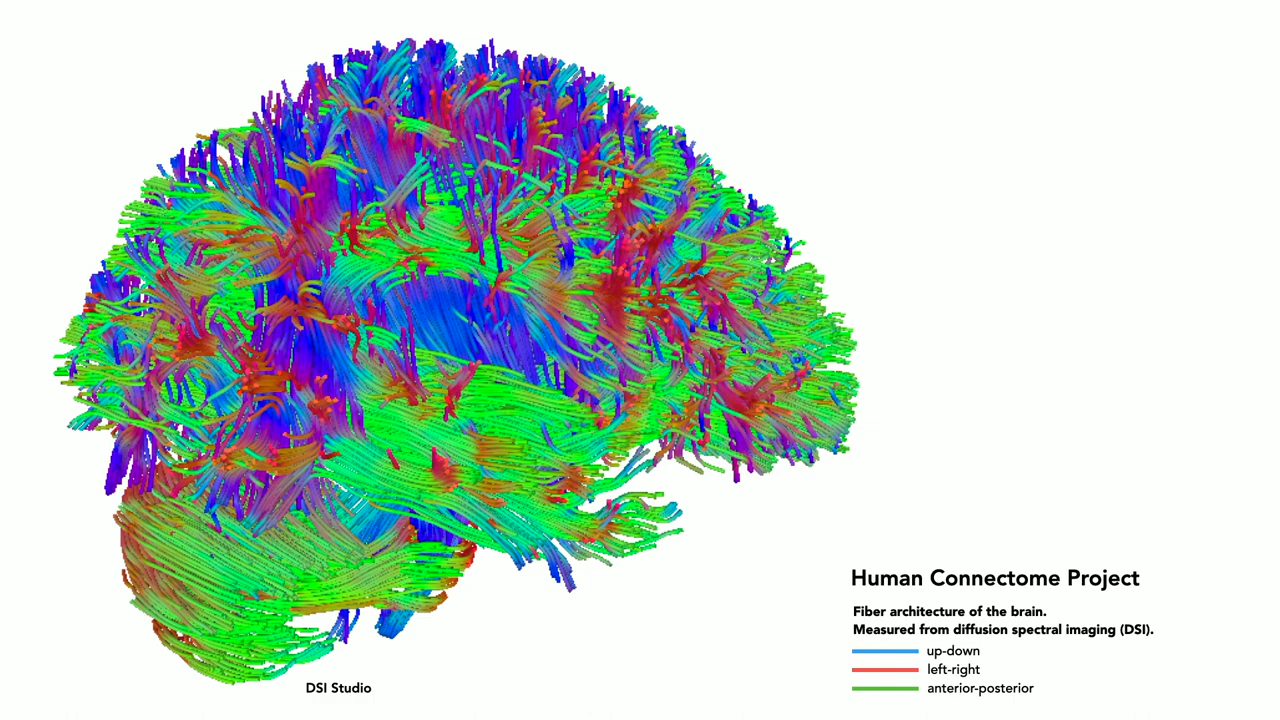 Human Connectome Project
Fiber architecture of the brain.
Measured from diffusion spectral imaging (DSI).
up-down
left-right
anterior-posterior
DSI Studio